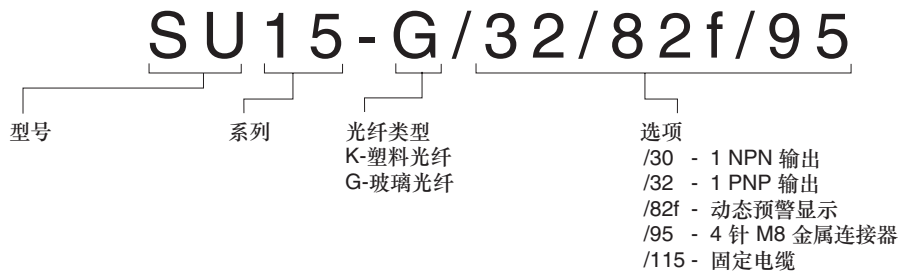 SU15-G/32/82f/95
型号
系列
光纤类型
K-塑料光纤
G-玻璃光纤
选项
/30 - 1 NPN 输出
/32 - 1 PNP 输出
/82f - 动态预警显示
/95 - 4 针 M8 金属连接器
/115 - 固定电缆